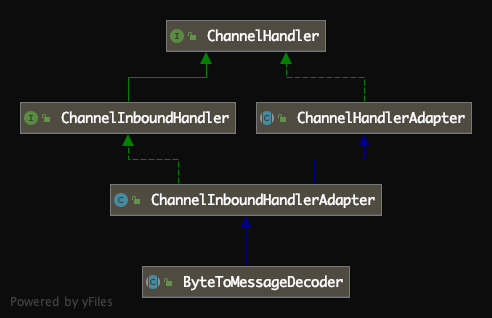 ChannelHandler
ChannelInboundHandler
ChannelHandlerAdapter
ChannelInboundHandlerAdapter
ByteToMessageDecoder
Powered by yFiles